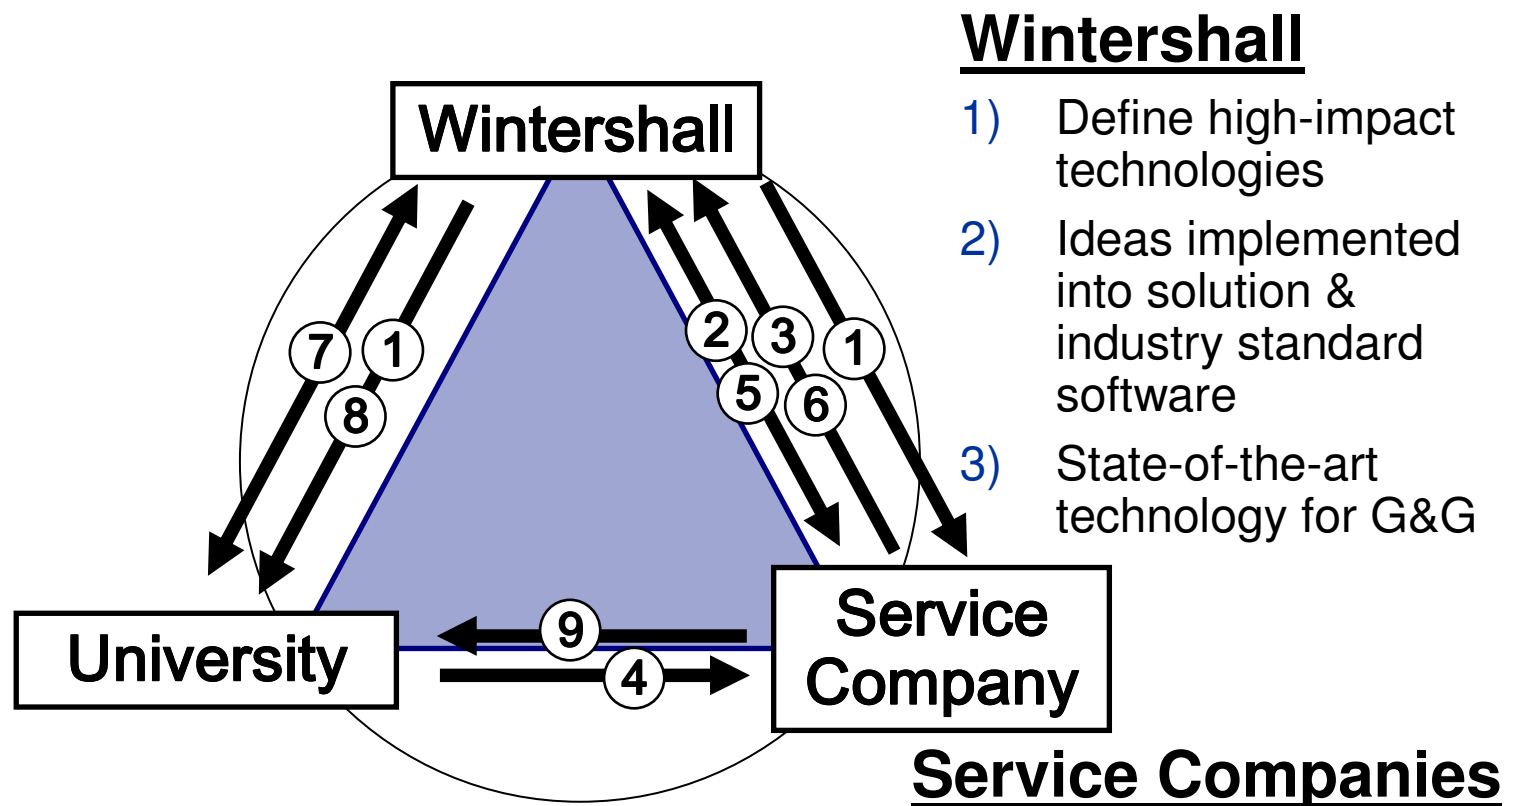 Wintershall
1) Define high-impact
technologies
2) Ideas implemented
into solution &
industry standard
software
3) State-of-the-art
technology for G&G
Wintershall
7 1
8
2 3 1
5 6
University
9
4
Service
Company
Service Companies